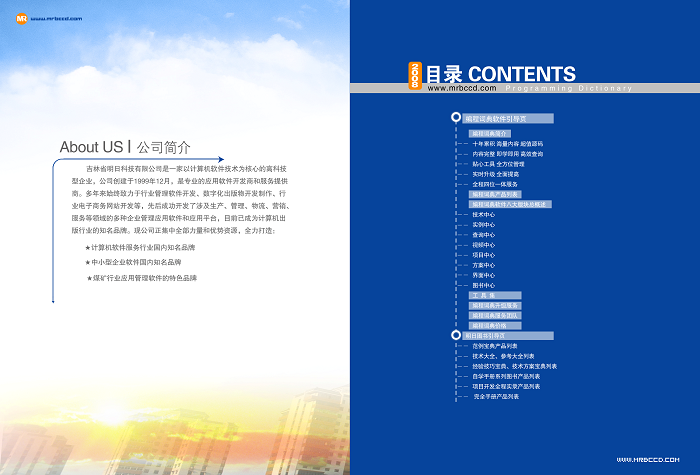 MR www.mrbccd.com
About US | 公司简介
吉林省明日科技有限公司是一家以计算机软件技术为核心的高科技
型企业，公司创建于1999年12月，是专业的应用软件开发商和服务提供
商。多年来始终致力于行业管理软件开发、数字化出版物开发制作、行
业电子商务网站开发等，先后成功开发了涉及生产、管理、物流、营销、
服务等领域的多种企业管理应用软件和应用平台，目前已成为计算机出
版行业的知名品牌。现公司正集中全部力量和优势资源，全力打造：
★计算机软件服务行业国内知名品牌
★中小型企业软件国内知名品牌
★煤矿行业应用管理软件的特色品牌
2008 目录 CONTENTS
www.mrbccd.com Programming Dictionary
编程词典软件引导页
编程词典简介
十年累积 海量内容 超值源码
内容完整 即学即用 高效查询
贴心工具 全方位管理
实时升级 全面提高
全程四位一体服务
编程词典产品列表
编程词典软件八大模块总概述
技术中心
实例中心
查询中心
视频中心
项目中心
方案中心
界面中心
图书中心
工 具 集
编程词典升级服务
编程词典服务团队
编程词典价格
明日图书引导页
范例宝典产品列表
技术大全、参考大全列表
经验技巧宝典、技术方案宝典列表
自学手册系列图书产品列表
项目开发全程实录产品列表
完全手册产品列表
WWW.MRBCCD.COM